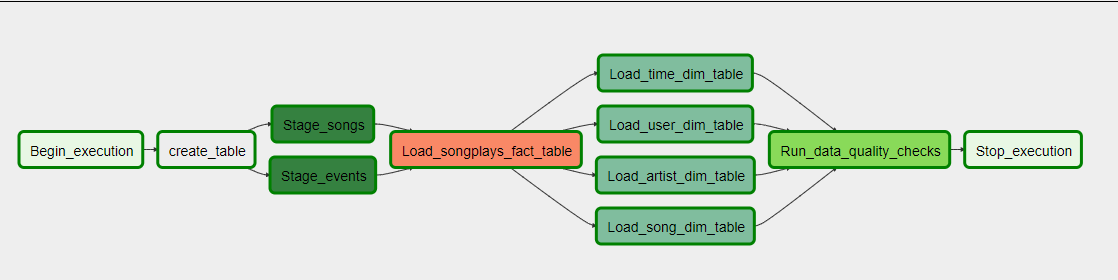 Begin_execution
create_table
Stage_songs
Stage_events
Load_songplays_fact_table
Load_time_dim_table
Load_user_dim_table
Load_artist_dim_table
Load_song_dim_table
Run_data_quality_checks
Stop_execution